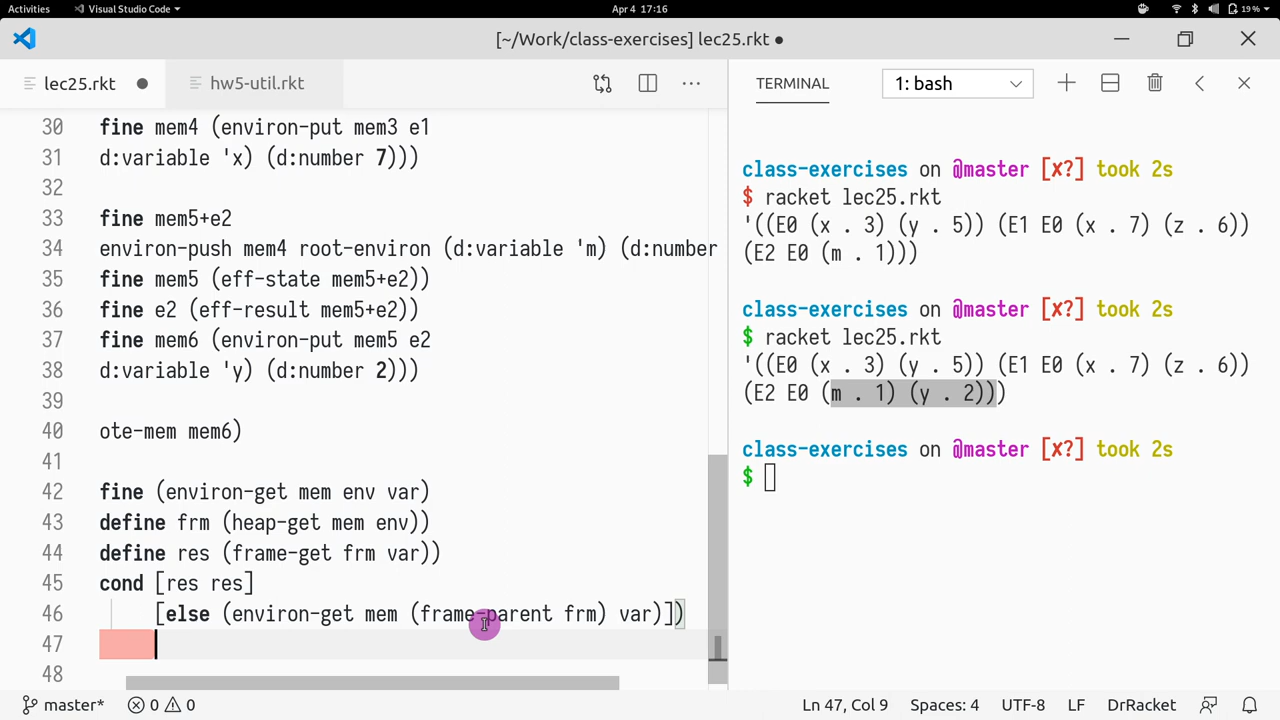 Activities Visual Studio Code Apr 4 17:16 19%
[~/Work/class-exercises] lec25.rkt ●
lec25.rkt ● hw5-util.rkt
30 fine mem4 (environ-put mem3 e1
31 d:variable 'x) (d:number 7)))
32
33 fine mem5+e2
34 environ-push mem4 root-environ (d:variable 'm) (d:number
35 fine mem5 (eff-state mem5+e2))
36 fine e2 (eff-result mem5+e2))
37 fine mem6 (environ-put mem5 e2
38 d:variable 'y) (d:number 2)))
39
40 ote-mem mem6)
41
42 fine (environ-get mem env var)
43 define frm (heap-get mem env))
44 define res (frame-get frm var))
45 cond [res res]
46 [else (environ-get mem (frame-parent frm) var)])
47
48
TERMINAL 1: bash
class-exercises on @master [✘?] took 2s
$ racket lec25.rkt
'((E0 (x . 3) (y . 5)) (E1 E0 (x . 7) (z . 6))
(E2 E0 (m . 1)))
class-exercises on @master [✘?] took 2s
$ racket lec25.rkt
'((E0 (x . 3) (y . 5)) (E1 E0 (x . 7) (z . 6))
(E2 E0 (m . 1) (y . 2)))
class-exercises on @master [✘?] took 2s
$
master* 0 0 Ln 47, Col 9 Spaces: 4 UTF-8 LF DrRacket